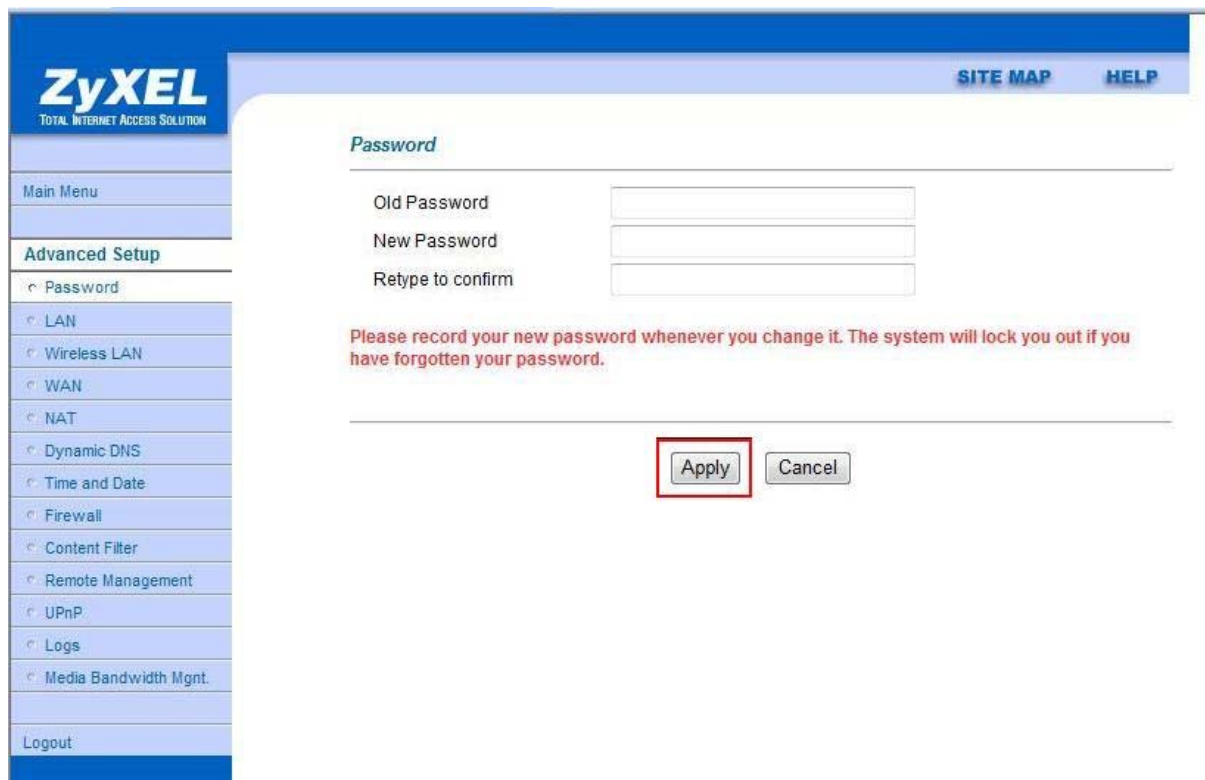 ZyXEL
TOTAL INTERNET ACCESS SOLUTION
SITE MAP
HELP
Main Menu
Advanced Setup
Password
LAN
Wireless LAN
WAN
NAT
Dynamic DNS
Time and Date
Firewall
Content Filter
Remote Management
UPnP
Logs
Media Bandwidth Mgnt.
Logout
Password
Old Password
New Password
Retype to confirm
Please record your new password whenever you change it. The system will lock you out if you
have forgotten your password.
Apply
Cancel